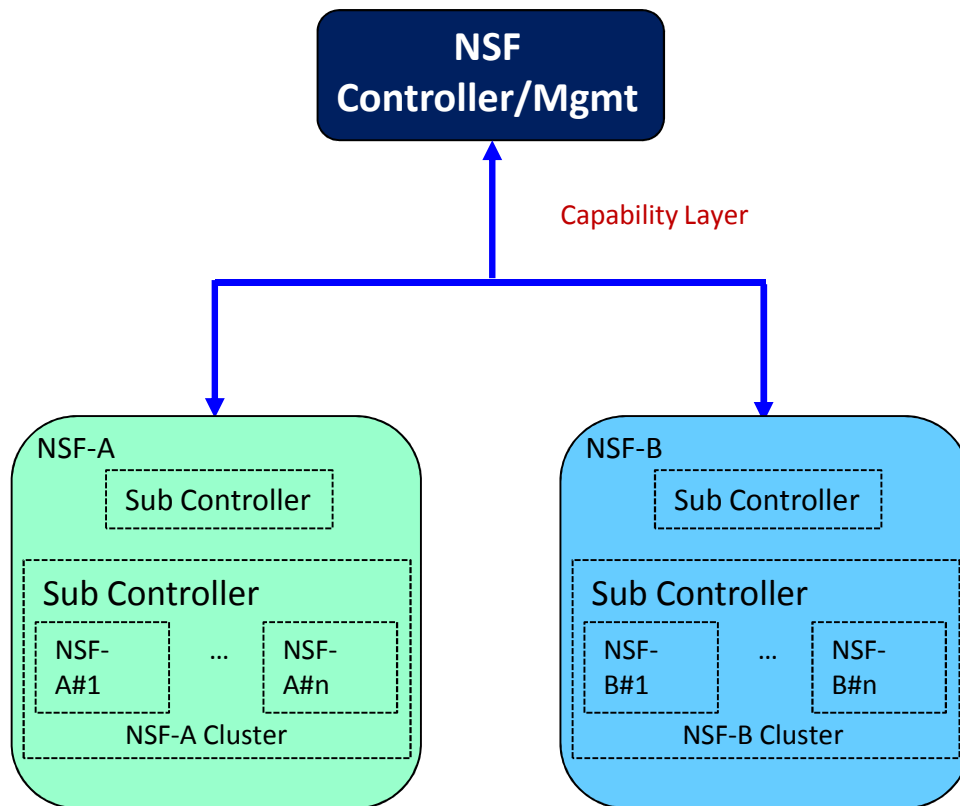 NSF
Controller/Mgmt
Capability Layer
NSF-A
Sub Controller
Sub Controller
NSF-
A#1
...
NSF-
A#n
NSF-A Cluster
NSF-B
Sub Controller
Sub Controller
NSF-
B#1
...
NSF-
B#n
NSF-B Cluster